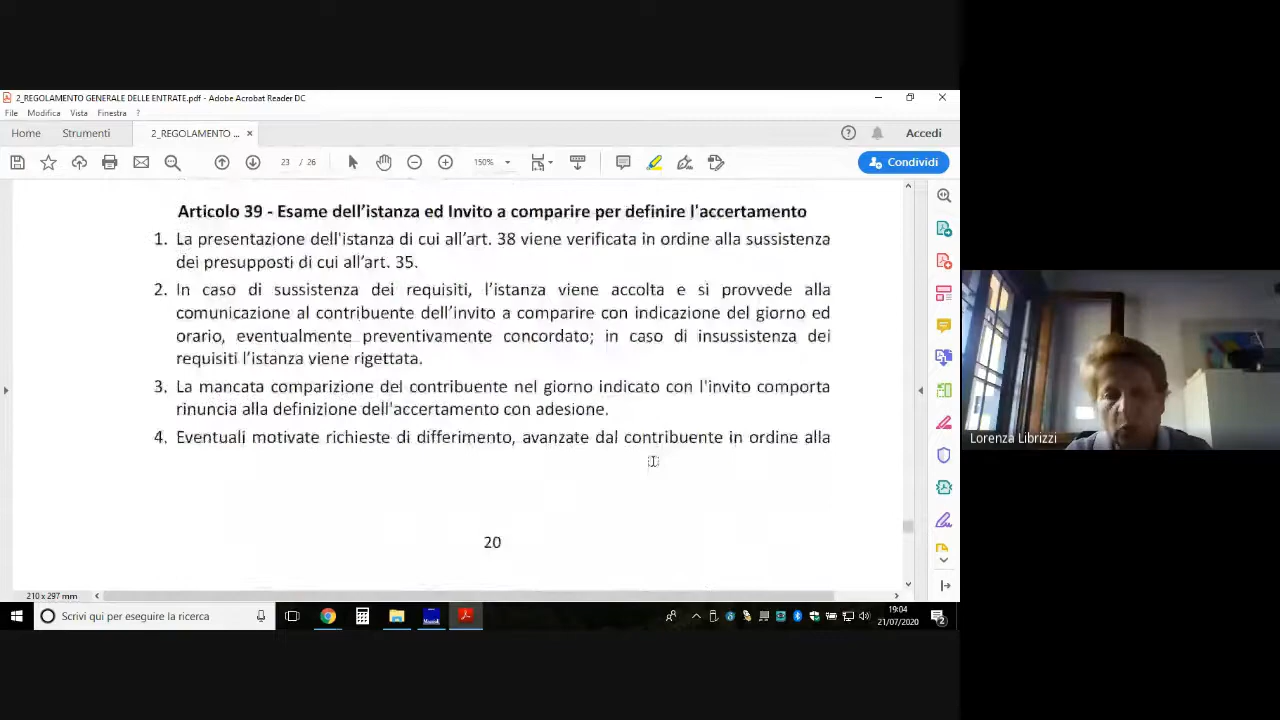 2_REGOLAMENTO GENERALE DELLE ENTRATE.pdf - Adobe Acrobat Reader DC
File Modifica Vista Finestra ?
Home Strumenti 2_REGOLAMENTO ... × Accedi
23 / 26 150% Condividi
Articolo 39 - Esame dell’istanza ed Invito a comparire per definire l'accertamento
1. La presentazione dell'istanza di cui all’art. 38 viene verificata in ordine alla sussistenza
dei presupposti di cui all’art. 35.
2. In caso di sussistenza dei requisiti, l’istanza viene accolta e si provvede alla
comunicazione al contribuente dell’invito a comparire con indicazione del giorno ed
orario, eventualmente preventivamente concordato; in caso di insussistenza dei
requisiti l’istanza viene rigettata.
3. La mancata comparizione del contribuente nel giorno indicato con l'invito comporta
rinuncia alla definizione dell'accertamento con adesione.
4. Eventuali motivate richieste di differimento, avanzate dal contribuente in ordine alla
20
210 x 297 mm
Scrivi qui per eseguire la ricerca
19:04
21/07/2020
2
Lorenza Librizzi